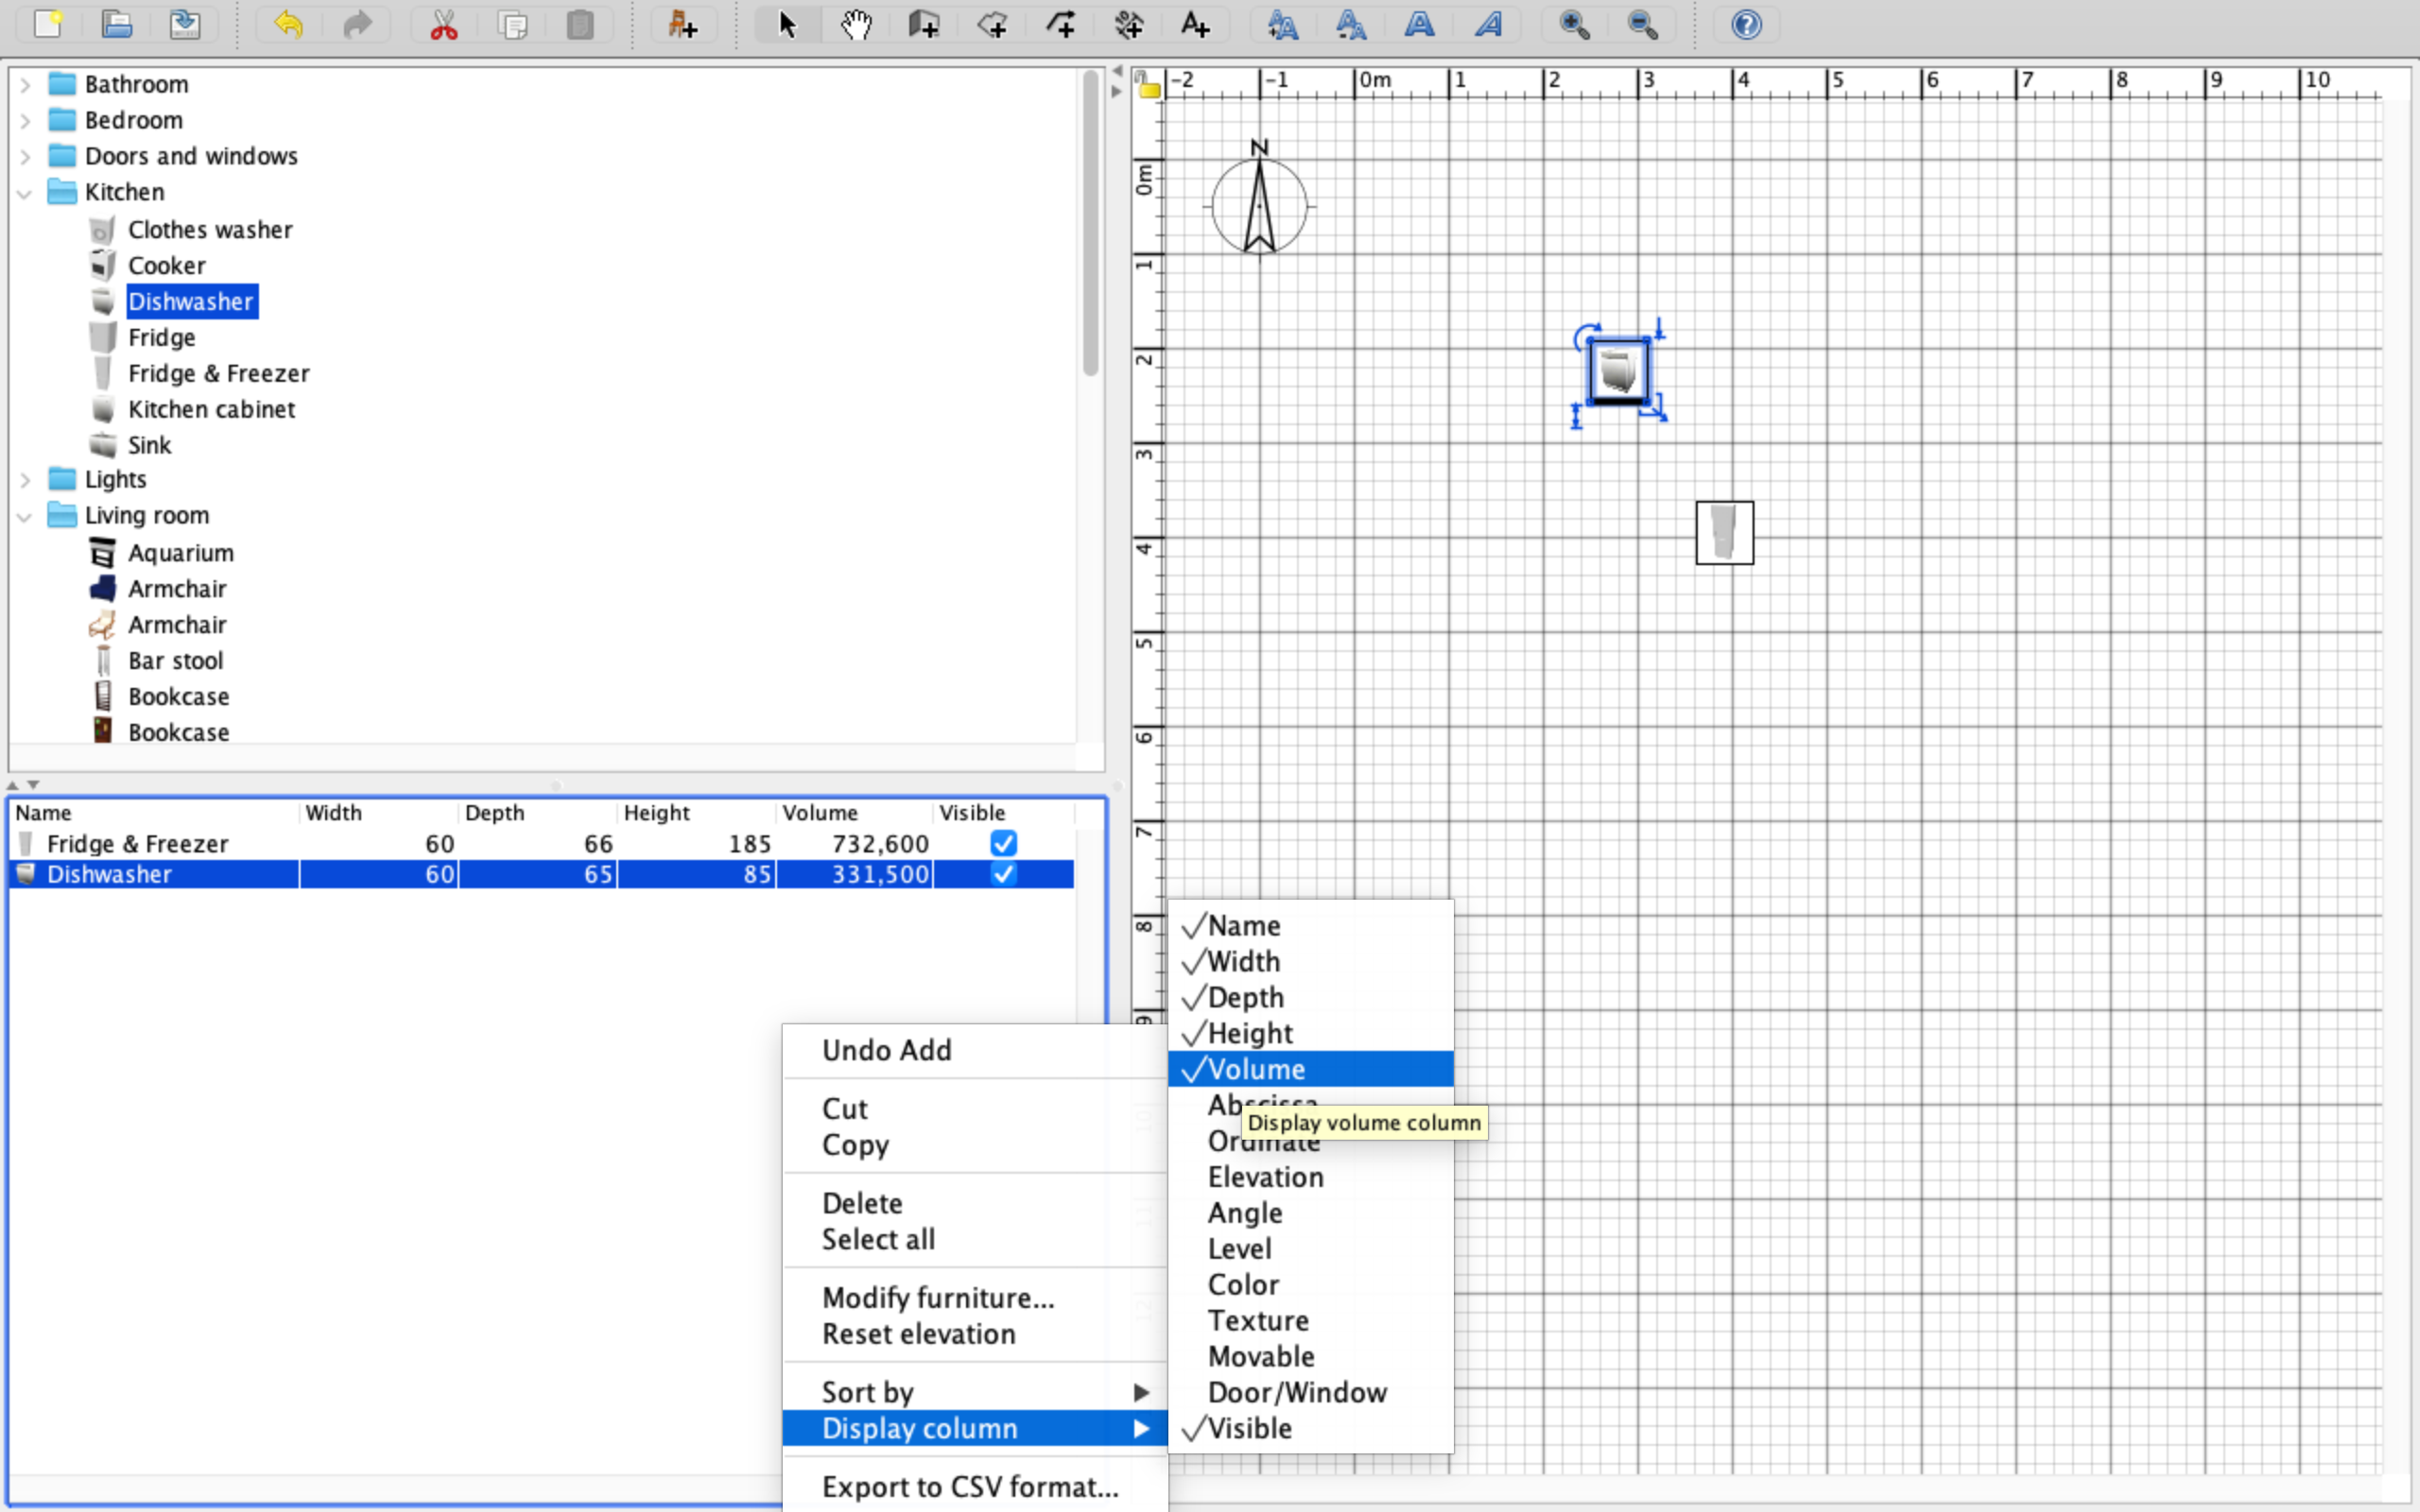 -2 -1 0m 1 2 3 4 5 6 7 8 9 10
Bathroom
Bedroom
Doors and windows
Kitchen
Clothes washer
Cooker
Dishwasher
Fridge
Fridge & Freezer
Kitchen cabinet
Sink
Lights
Living room
Aquarium
Armchair
Armchair
Bar stool
Bookcase
Bookcase
N
0m
1
2
3
4
5
6
7
8
9
Name Width Depth Height Volume Visible
Fridge & Freezer 60 66 185 732,600
Dishwasher 60 65 85 331,500
Undo Add
Cut
Copy
Delete
Select all
Modify furniture...
Reset elevation
Sort by
Display column
Export to CSV format...
Name
Width
Depth
Height
Volume
Abscissa
Display volume column
Ordinate
Elevation
Angle
Level
Color
Texture
Movable
Door/Window
Visible